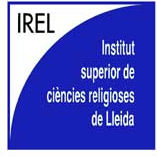 IREL
Institut
superior de
ciències religioses
de Lleida